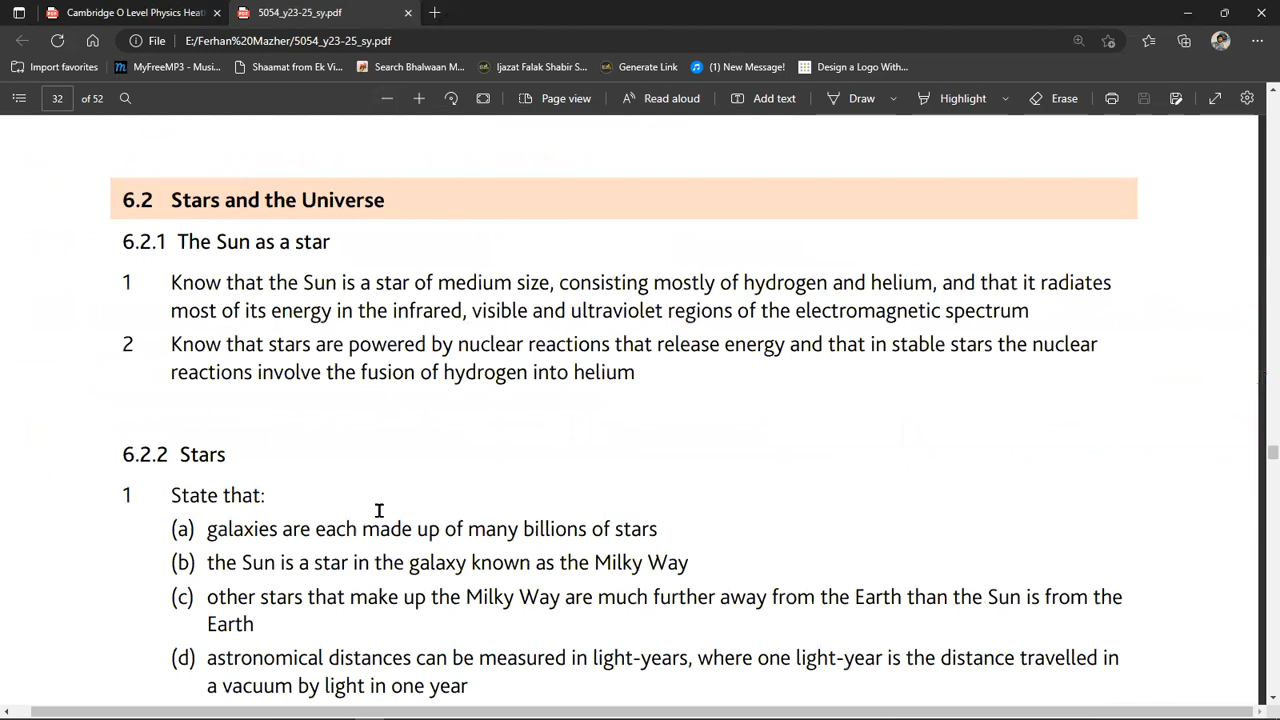 Cambridge O Level Physics Heat
5054_y23-25_sy.pdf
File E:/Ferhan%20Mazher/5054_y23-25_sy.pdf
Import favorites MyFreeMP3 - Musi... Shaamat from Ek Vi... Search Bhalwaan M... Ijazat Falak Shabir S... Generate Link (1) New Message! Design a Logo With...
32 of 52 Page view Read aloud Add text Draw Highlight Erase
6.2 Stars and the Universe
6.2.1 The Sun as a star
1 Know that the Sun is a star of medium size, consisting mostly of hydrogen and helium, and that it radiates
most of its energy in the infrared, visible and ultraviolet regions of the electromagnetic spectrum
2 Know that stars are powered by nuclear reactions that release energy and that in stable stars the nuclear
reactions involve the fusion of hydrogen into helium
6.2.2 Stars
1 State that:
(a) galaxies are each made up of many billions of stars
(b) the Sun is a star in the galaxy known as the Milky Way
(c) other stars that make up the Milky Way are much further away from the Earth than the Sun is from the
Earth
(d) astronomical distances can be measured in light-years, where one light-year is the distance travelled in
a vacuum by light in one year